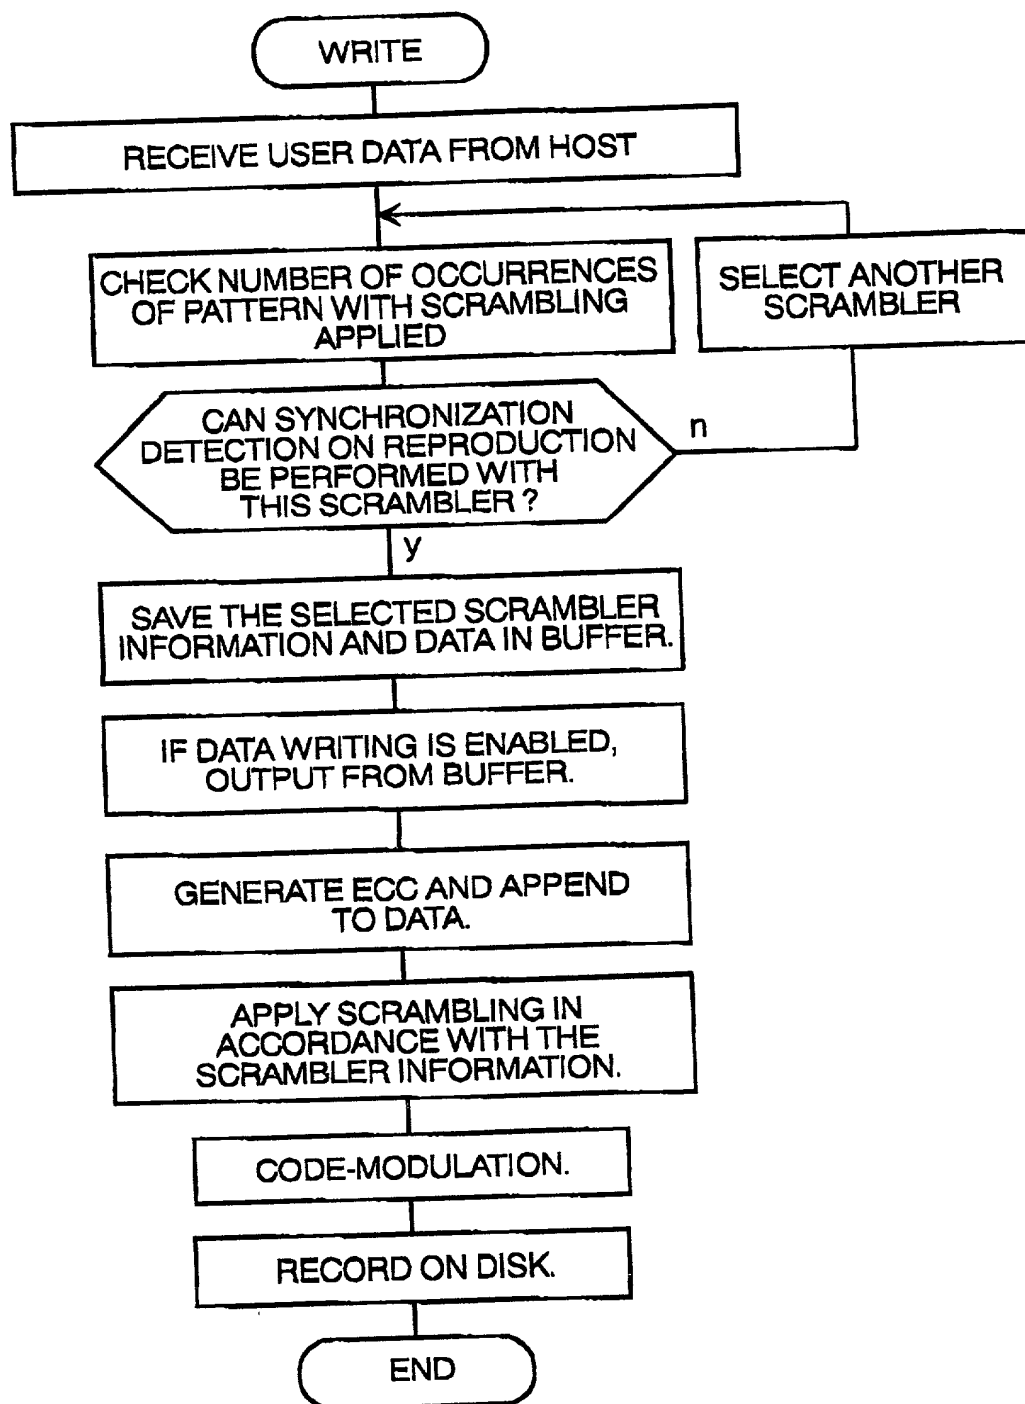 WRITE
RECEIVE USER DATA FROM HOST
CHECK NUMBER OF OCCURRENCES
OF PATTERN WITH SCRAMBLING
APPLIED
SELECT ANOTHER
SCRAMBLER
CAN SYNCHRONIZATION
DETECTION ON REPRODUCTION
BE PERFORMED WITH
THIS SCRAMBLER ?
n
y
SAVE THE SELECTED SCRAMBLER
INFORMATION AND DATA IN BUFFER.
IF DATA WRITING IS ENABLED,
OUTPUT FROM BUFFER.
GENERATE ECC AND APPEND
TO DATA.
APPLY SCRAMBLING IN
ACCORDANCE WITH THE
SCRAMBLER INFORMATION.
CODE-MODULATION.
RECORD ON DISK.
END